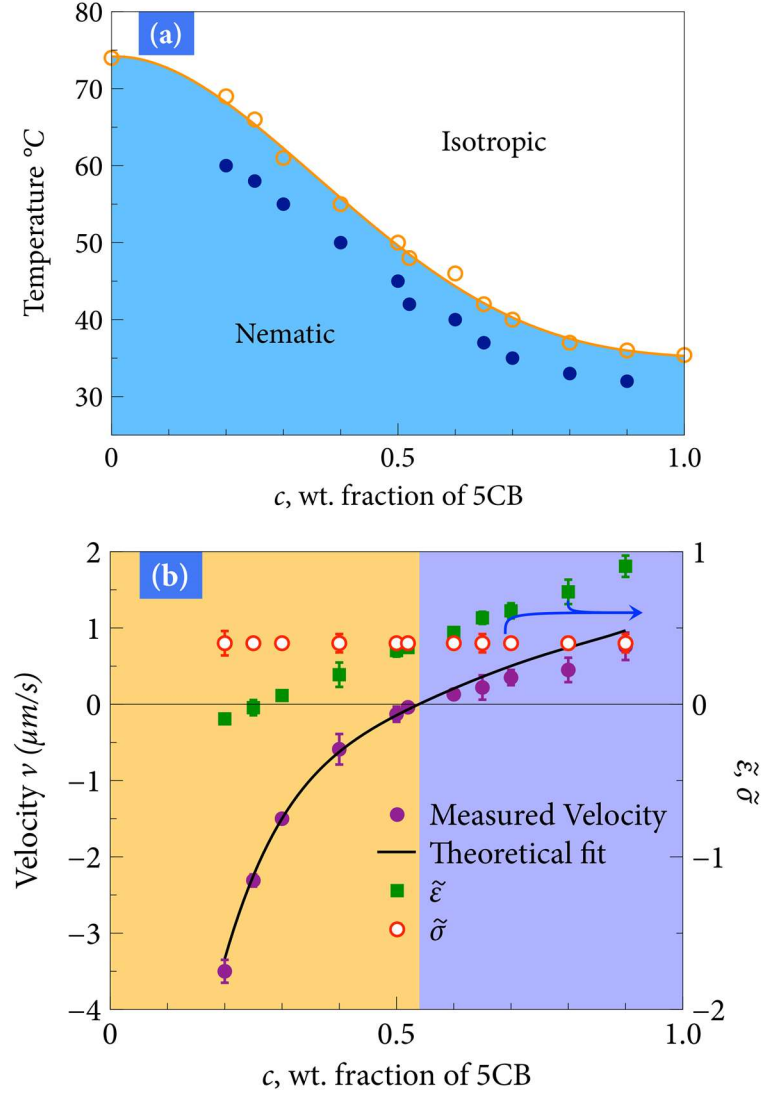 (a)
80
70
60
50
40
30
Temperature °C
Isotropic
Nematic
0
0.5
1.0
c, wt. fraction of 5CB
(b)
2
1
0
−1
−2
−3
−4
Velocity v (μm/s)
1
0
−1
−2
ε̃, σ̃
Measured Velocity
Theoretical fit
ε̃
σ̃
0
0.5
1.0
c, wt. fraction of 5CB